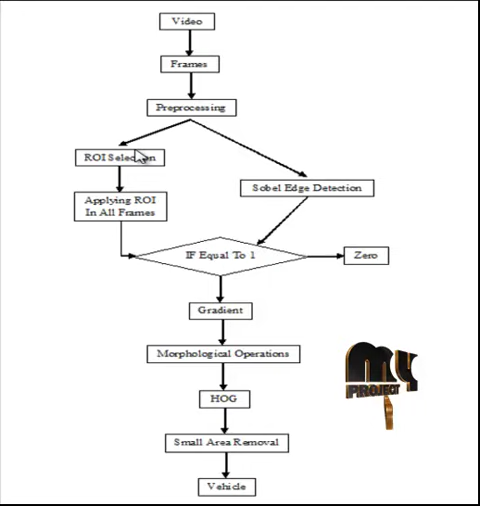 Video
Frames
Preprocessing
ROI Selection
Sobel Edge Detection
Applying ROI
In All Frames
IF Equal To 1
Zero
Gradient
Morphological Operations
HOG
Small Area Removal
Vehicle
my
PROJECT